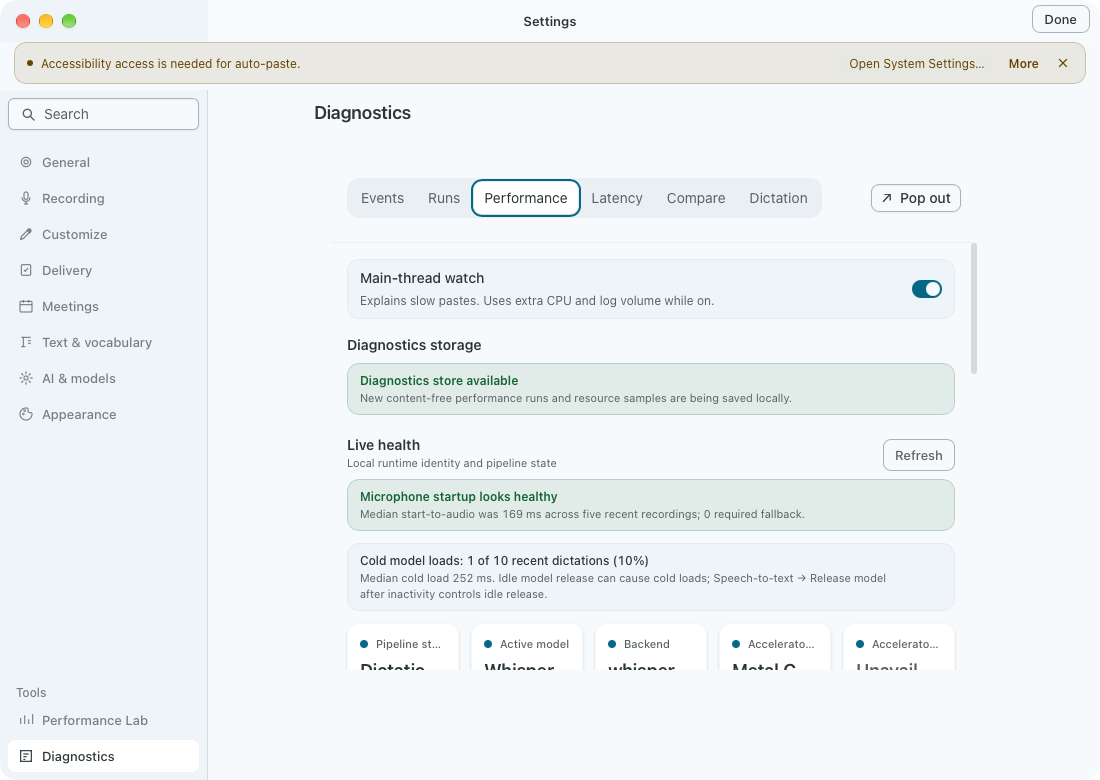 Settings
Done
Accessibility access is needed for auto-paste.
Open System Settings...
More
Search
General
Recording
Customize
Delivery
Meetings
Text & vocabulary
AI & models
Appearance
Tools
Performance Lab
Diagnostics
Diagnostics
Events
Runs
Performance
Latency
Compare
Dictation
Pop out
Main-thread watch
Explains slow pastes. Uses extra CPU and log volume while on.
Diagnostics storage
Diagnostics store available
New content-free performance runs and resource samples are being saved locally.
Live health
Local runtime identity and pipeline state
Refresh
Microphone startup looks healthy
Median start-to-audio was 169 ms across five recent recordings; 0 required fallback.
Cold model loads: 1 of 10 recent dictations (10%)
Median cold load 252 ms. Idle model release can cause cold loads; Speech-to-text → Release model
after inactivity controls idle release.
Pipeline st...
Active model
Backend
Accelerato...
Accelerato...
Whisper
whisper
Metal